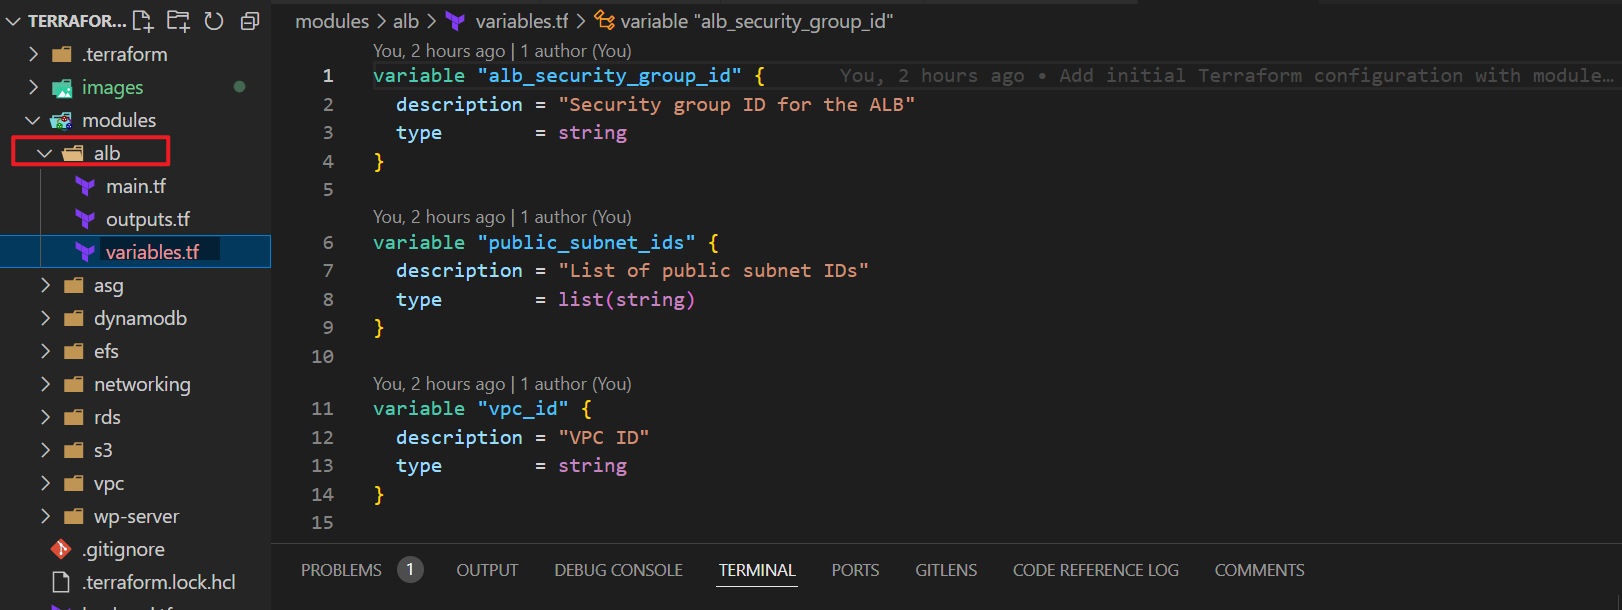 TERRAFOR...
.terraform
images
modules
alb
main.tf
outputs.tf
variables.tf
asg
dynamodb
efs
networking
rds
s3
vpc
wp-server
.gitignore
.terraform.lock.hcl
modules > alb > variables.tf > variable "alb_security_group_id"
You, 2 hours ago | 1 author (You)
1 variable "alb_security_group_id" { You, 2 hours ago • Add initial Terraform configuration with module…
2 description = "Security group ID for the ALB"
3 type = string
4 }
5
You, 2 hours ago | 1 author (You)
6 variable "public_subnet_ids" {
7 description = "List of public subnet IDs"
8 type = list(string)
9 }
10
You, 2 hours ago | 1 author (You)
11 variable "vpc_id" {
12 description = "VPC ID"
13 type = string
14 }
15
PROBLEMS 1 OUTPUT DEBUG CONSOLE TERMINAL PORTS GITLENS CODE REFERENCE LOG COMMENTS